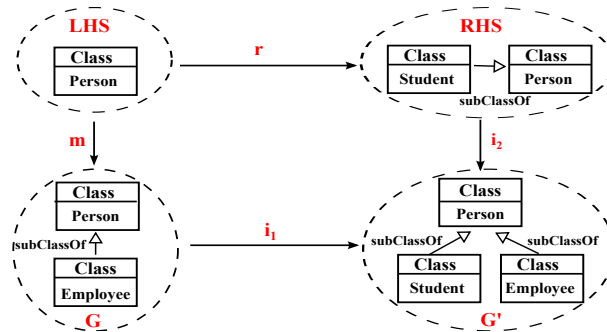 LHS
Class
Person
r
RHS
Class
Student
Class
Person
subClassOf
m
i2
Class
Person
subClassOf
Class
Employee
G
i1
Class
Person
subClassOf
subClassOf
Class
Student
Class
Employee
G'